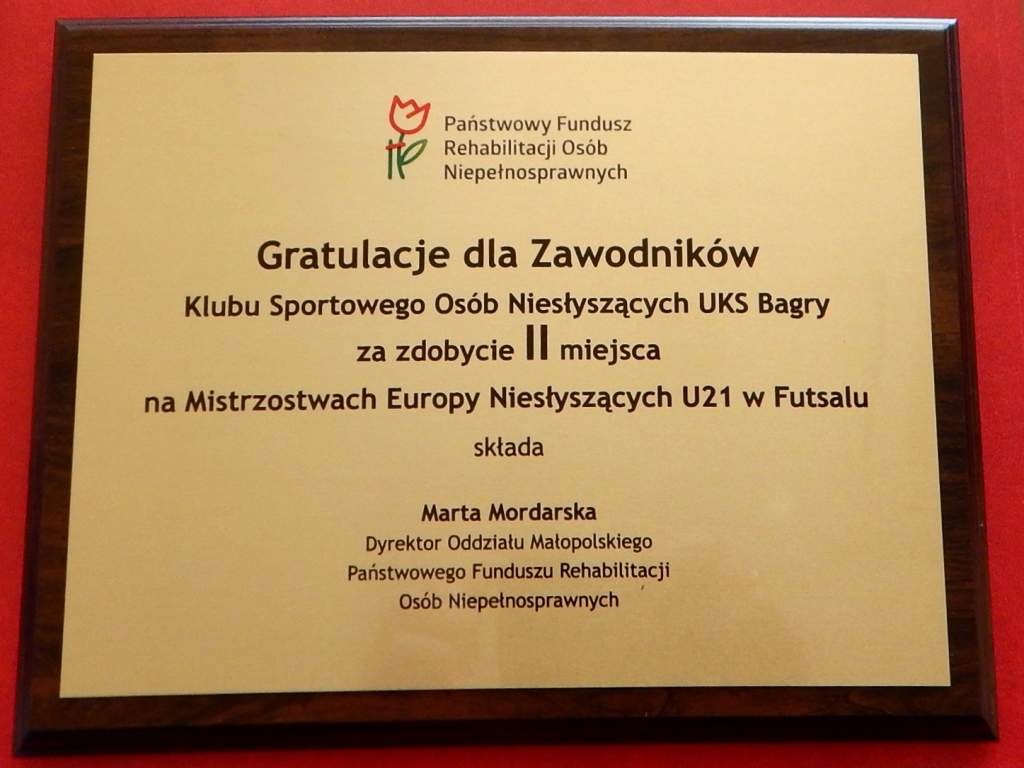 Państwowy Fundusz
Rehabilitacji Osób
Niepełnosprawnych
Gratulacje dla Zawodników
Klubu Sportowego Osób Niesłyszących UKS Bagry
za zdobycie II miejsca
na Mistrzostwach Europy Niesłyszących U21 w Futsalu
składa
Marta Mordarska
Dyrektor Oddziału Małopolskiego
Państwowego Funduszu Rehabilitacji
Osób Niepełnosprawnych